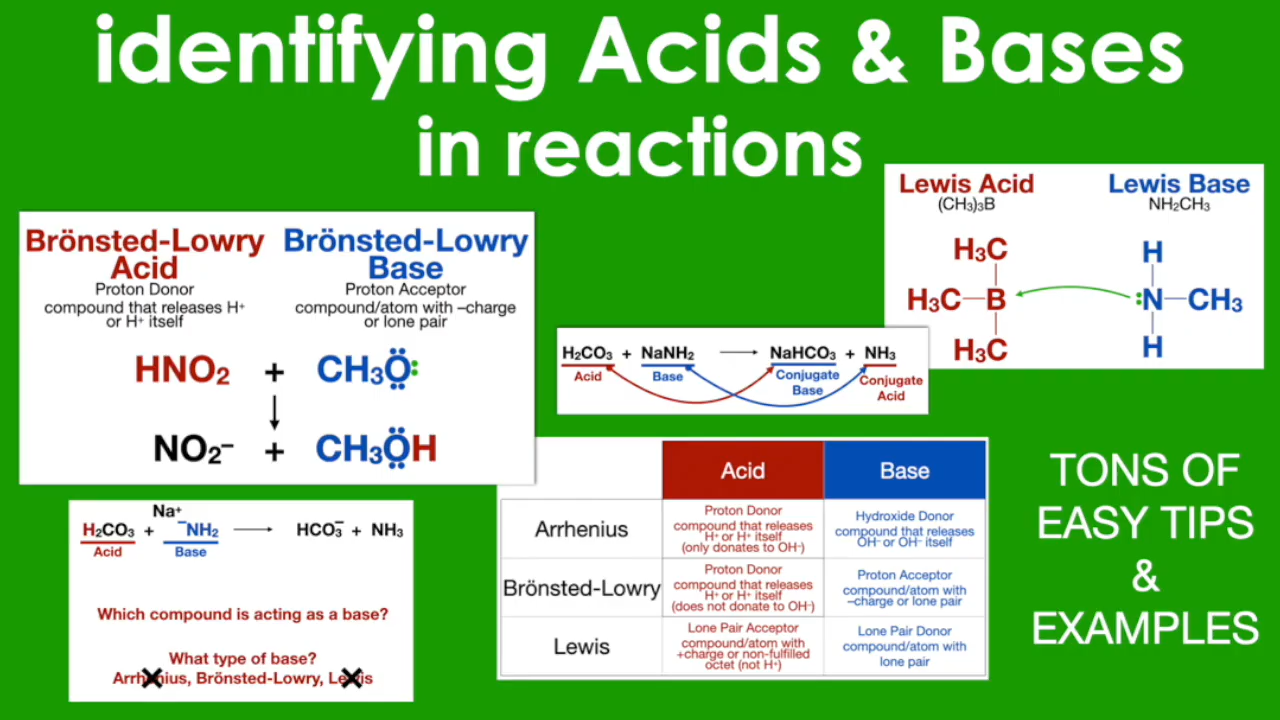 identifying Acids & Bases
in reactions
Brönsted-Lowry Acid
Proton Donor
compound that releases H⁺
or H⁺ itself
Brönsted-Lowry Base
Proton Acceptor
compound/atom with –charge
or lone pair
HNO₂ + CH₃O
NO₂⁻ + CH₃OH
Lewis Acid
(CH₃)₃B
Lewis Base
NH₂CH₃
H₃C
H₃C–B
H₃C
H
:N–CH₃
H
H₂CO₃ + NaNH₂ → NaHCO₃ + NH₃
Acid Base Conjugate Base Conjugate Acid
Na⁺
H₂CO₃ + ⁻NH₂ → HCO₃⁻ + NH₃
Acid Base
Which compound is acting as a base?
What type of base?
Arrhenius, Brönsted-Lowry, Lewis
Acid Base
Arrhenius
Proton Donor
compound that releases
H⁺ or H⁺ itself
(only donates to OH⁻)
Hydroxide Donor
compound that releases
OH⁻ or OH⁻ itself
Brönsted-Lowry
Proton Donor
compound that releases
H⁺ or H⁺ itself
(does not donate to OH⁻)
Proton Acceptor
compound/atom with
–charge or lone pair
Lewis
Lone Pair Acceptor
compound/atom with
+charge or non-fulfilled
octet (not H⁺)
Lone Pair Donor
compound/atom with
lone pair
TONS OF
EASY TIPS
&
EXAMPLES